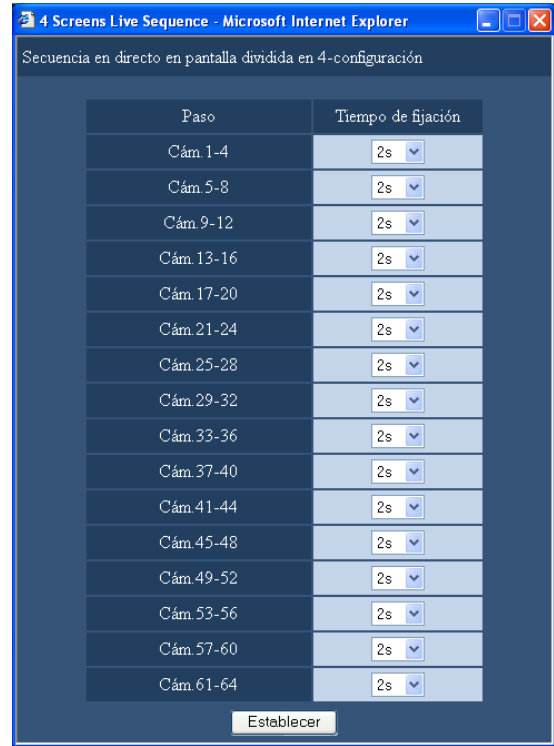 4 Screens Live Sequence - Microsoft Internet Explorer
Secuencia en directo en pantalla dividida en 4-configuración
Paso Tiempo de fijación
Cám.1-4 2s
Cám.5-8 2s
Cám.9-12 2s
Cám.13-16 2s
Cám.17-20 2s
Cám.21-24 2s
Cám.25-28 2s
Cám.29-32 2s
Cám.33-36 2s
Cám.37-40 2s
Cám.41-44 2s
Cám.45-48 2s
Cám.49-52 2s
Cám.53-56 2s
Cám.57-60 2s
Cám.61-64 2s
Establecer